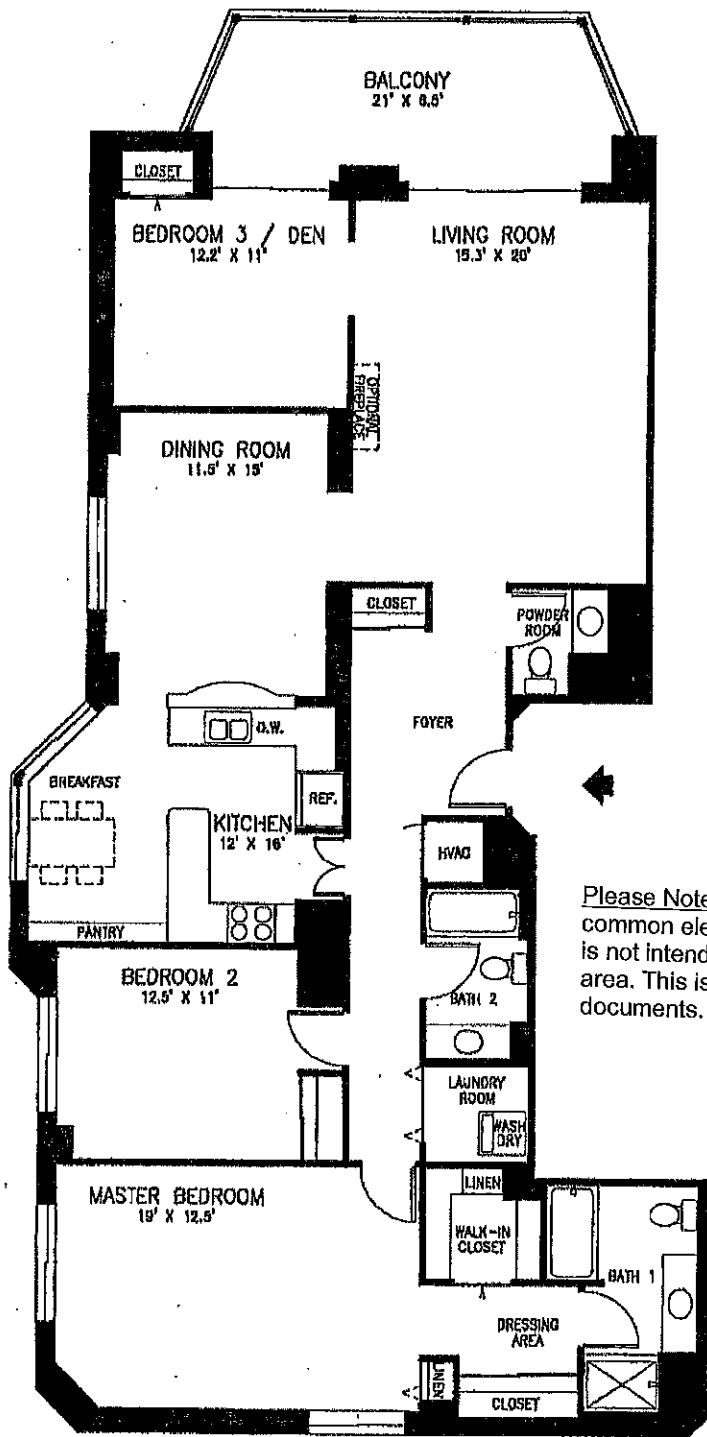 BALCONY
21' X 6.5'
CLOSET
BEDROOM 3 / DEN
12.2' X 11'
LIVING ROOM
15.3' X 20'
OPTIONAL
FIREPLACE
DINING ROOM
11.5' X 15'
CLOSET
POWDER
ROOM
D.W.
FOYER
BREAKFAST
REF.
KITCHEN
12' X 16'
HVAC
PANTRY
Please Note
common ele
is not intend
area. This is
documents.
BEDROOM 2
12.5' X 11'
BATH 2
LAUNDRY
ROOM
WASH
DRY
MASTER BEDROOM
19' X 12.5'
LINEN
WALK-IN
CLOSET
BATH 1
DRESSING
AREA
LINEN
CLOSET